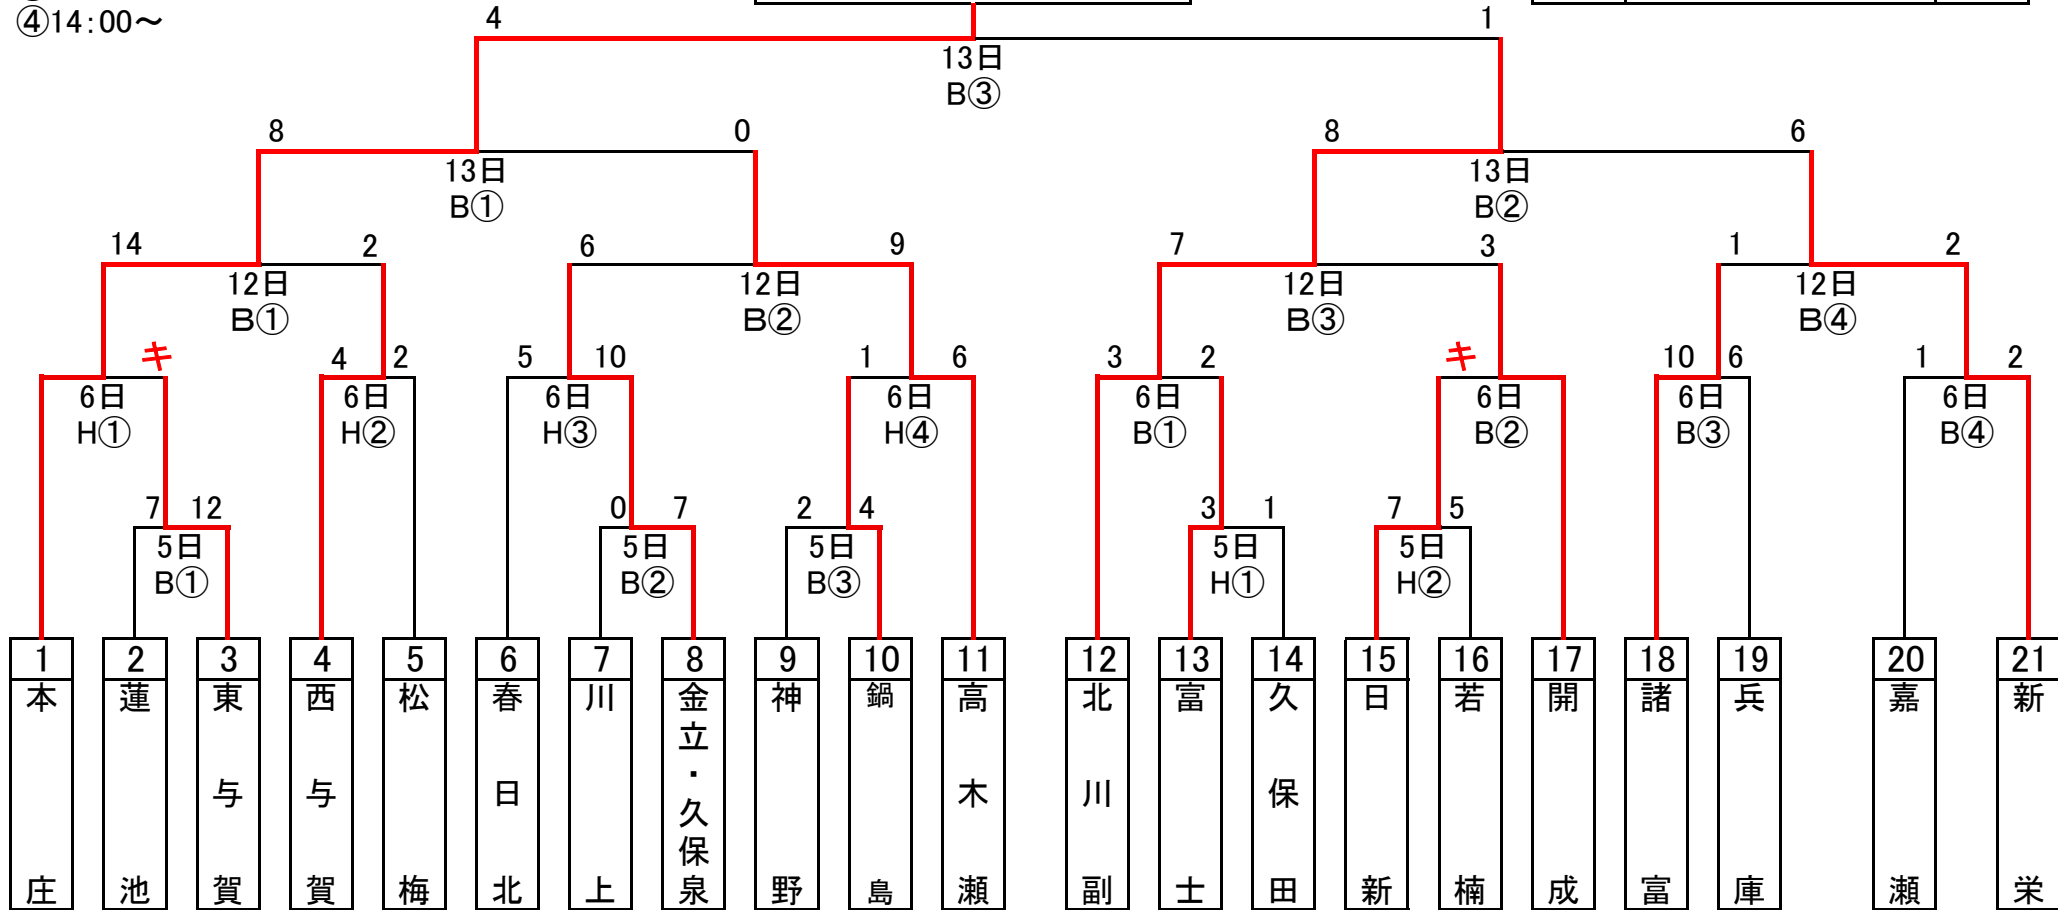 ④14:00～
4 1
13日
B③
8 0 8 6
13日 13日
B① B②
14 2 6 9 7 3 1 2
12日 12日 12日 12日
B① B② B③ B④
キ 4 2 5 10 1 6 3 2 キ 10 6 1 2
6日 6日 6日 6日 6日 6日 6日 6日
H① H② H③ H④ B① B② B③ B④
7 12 0 7 2 4 3 1 7 5
5日 5日 5日 5日 5日
B① B② B③ H① H②
1 2 3 4 5 6 7 8 9 10 11 12 13 14 15 16 17 18 19 20 21
本庄
蓮池
東与賀
西与賀
松梅
春日北
川上
金立・久保泉
神野
鍋島
高木瀬
北川副
富士
久保田
日新
若楠
開成
諸富
兵庫
嘉瀬
新栄